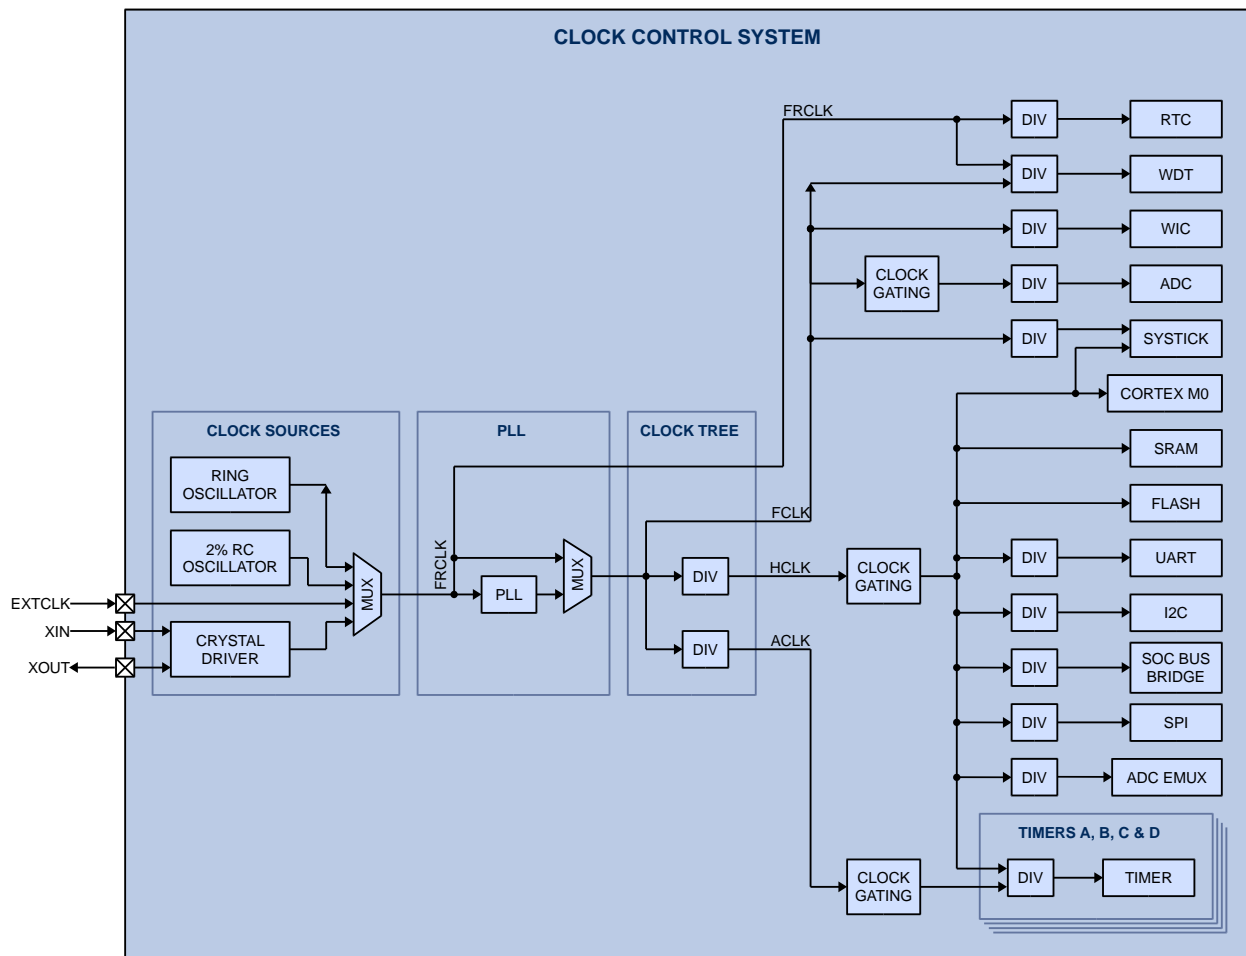 CLOCK CONTROL SYSTEM
FRCLK
DIV
RTC
DIV
WDT
DIV
WIC
CLOCK
GATING
DIV
ADC
DIV
SYSTICK
CORTEX M0
CLOCK SOURCES
PLL
CLOCK TREE
SRAM
RING
OSCILLATOR
FLASH
FCLK
2% RC
OSCILLATOR
MUX
FRCLK
PLL
MUX
DIV
HCLK
CLOCK
GATING
DIV
UART
EXTCLK
DIV
I2C
XIN
CRYSTAL
DRIVER
DIV
ACLK
XOUT
DIV
SOC BUS
BRIDGE
DIV
SPI
DIV
ADC EMUX
TIMERS A, B, C & D
CLOCK
GATING
DIV
TIMER